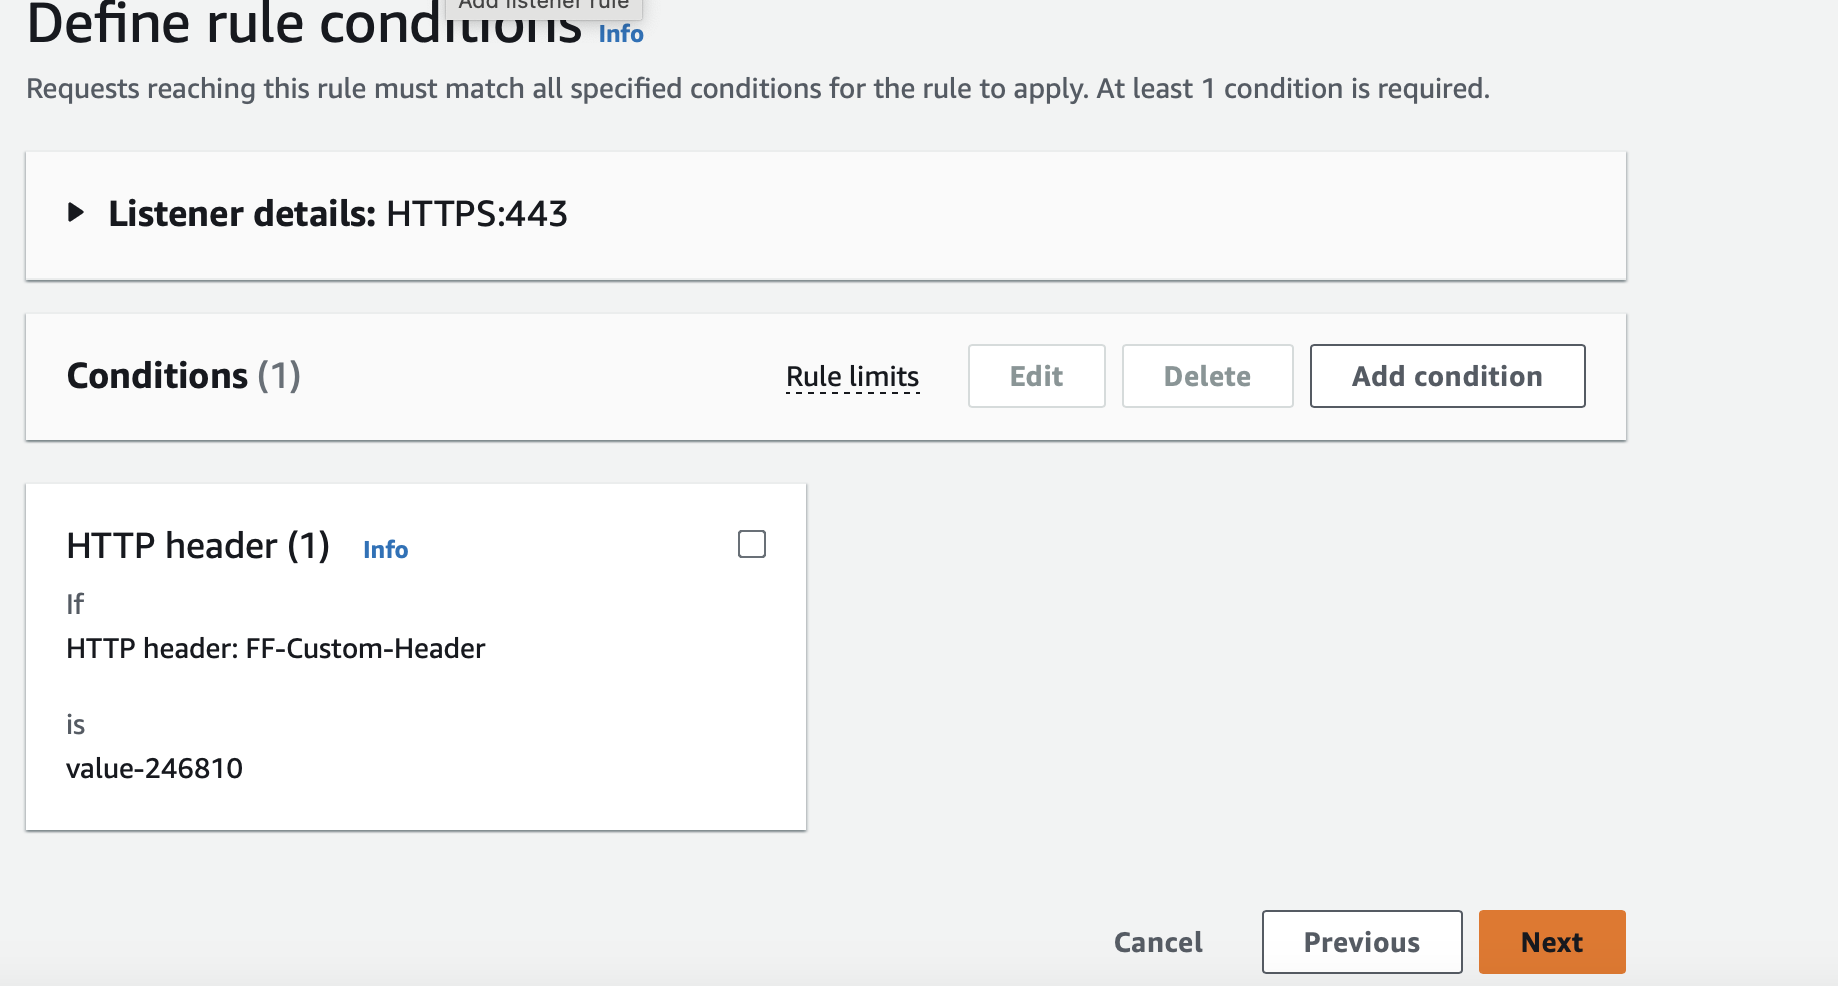 Add listener rule
Define rule conditions Info
Requests reaching this rule must match all specified conditions for the rule to apply. At least 1 condition is required.
Listener details: HTTPS:443
Conditions (1) Rule limits Edit Delete Add condition
HTTP header (1) Info
If
HTTP header: FF-Custom-Header
is
value-246810
Cancel Previous Next